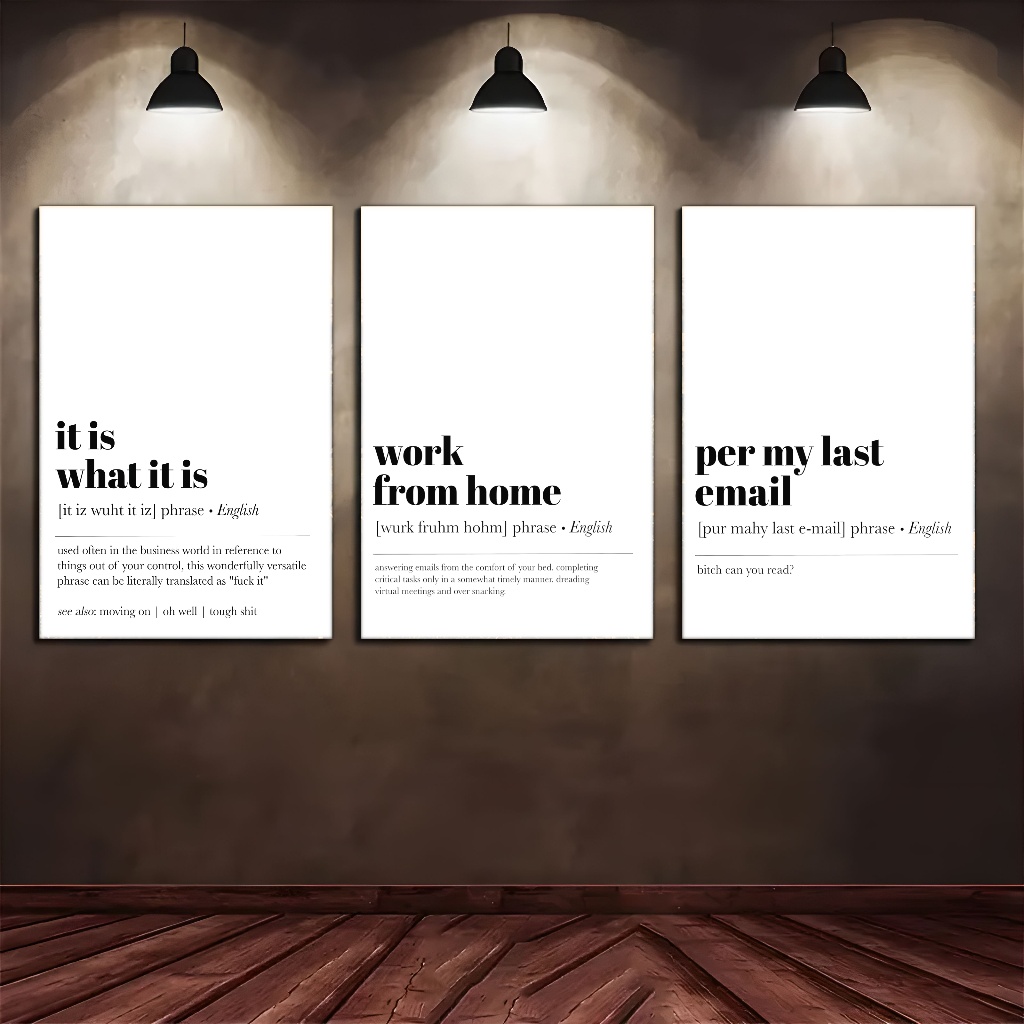 it is
what it is
[it iz wuht it iz] phrase • English
used often in the business world in reference to
things out of your control, this wonderfully versatile
phrase can be literally translated as "fuck it"
see also: moving on | oh well | tough shit
work
from home
[wurk fruhm hohm] phrase • English
answering emails from the comfort of your bed. completing
critical tasks only in a somewhat timely manner. dreading
virtual meetings and over snarking.
per my last
email
[pur mahy last e-mail] phrase • English
bitch can you read?